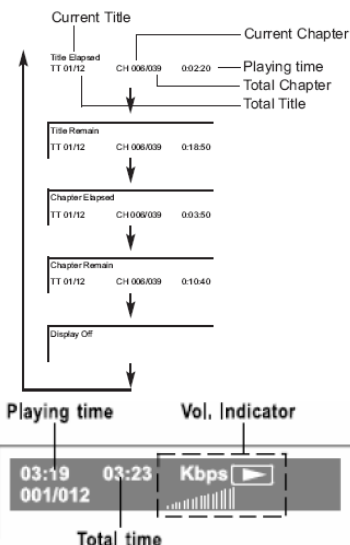 Current Title
Current Chapter
Title Elapsed
TT 01/12 CH 006/039 0:02:20
Playing time
Total Chapter
Total Title
Title Remain
TT 01/12 CH 006/039 0:18:50
Chapter Elapsed
TT 01/12 CH 006/039 0:03:50
Chapter Remain
TT 01/12 CH 006/039 0:10:40
Display Off
Playing time Vol. Indicator
03:19 03:23 Kbps
001/012
Total time